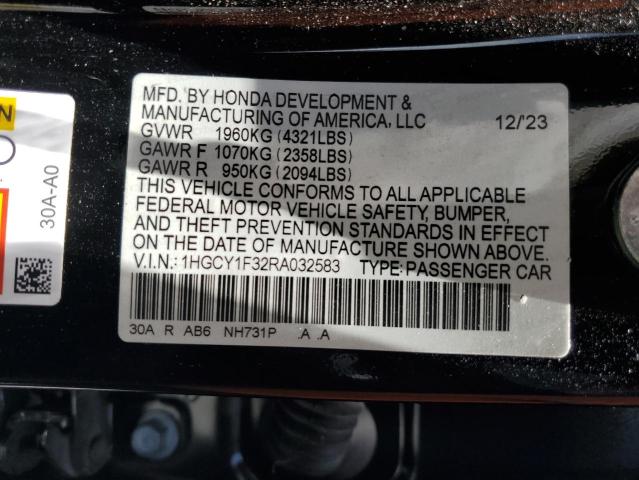 MFD. BY HONDA DEVELOPMENT &
MANUFACTURING OF AMERICA, LLC 12/'23
GVWR 1960KG (4321LBS)
GAWR F 1070KG (2358LBS)
GAWR R 950KG (2094LBS)
THIS VEHICLE CONFORMS TO ALL APPLICABLE
FEDERAL MOTOR VEHICLE SAFETY, BUMPER,
AND THEFT PREVENTION STANDARDS IN EFFECT
ON THE DATE OF MANUFACTURE SHOWN ABOVE.
V.I.N.: 1HGCY1F32RA032583 TYPE: PASSENGER CAR
30A R AB6 NH731P .A .A
30A-A0